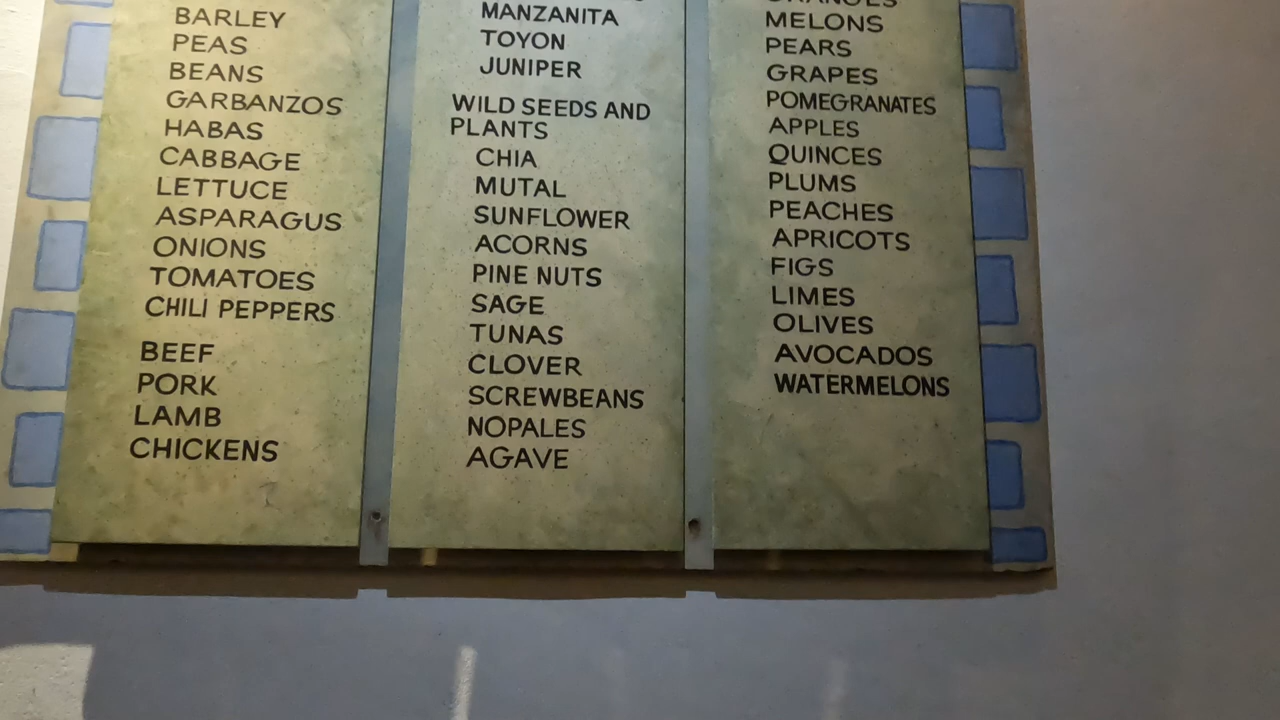 BARLEY
PEAS
BEANS
GARBANZOS
HABAS
CABBAGE
LETTUCE
ASPARAGUS
ONIONS
TOMATOES
CHILI PEPPERS
BEEF
PORK
LAMB
CHICKENS
MANZANITA
TOYON
JUNIPER
WILD SEEDS AND
PLANTS
CHIA
MUTAL
SUNFLOWER
ACORNS
PINE NUTS
SAGE
TUNAS
CLOVER
SCREWBEANS
NOPALES
AGAVE
ORANGES
MELONS
PEARS
GRAPES
POMEGRANATES
APPLES
QUINCES
PLUMS
PEACHES
APRICOTS
FIGS
LIMES
OLIVES
AVOCADOS
WATERMELONS